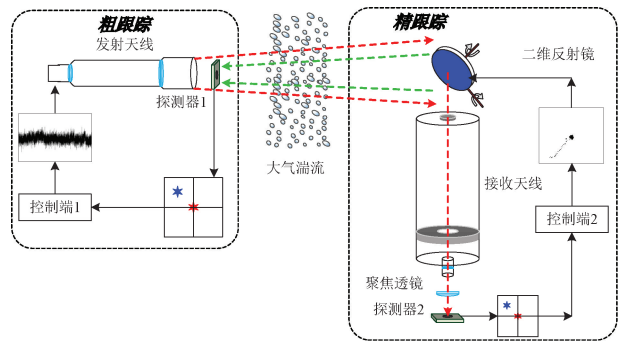 粗跟踪
发射天线
探测器1
控制端1
大气湍流
精跟踪
二维反射镜
接收天线
控制端2
聚焦透镜
探测器2